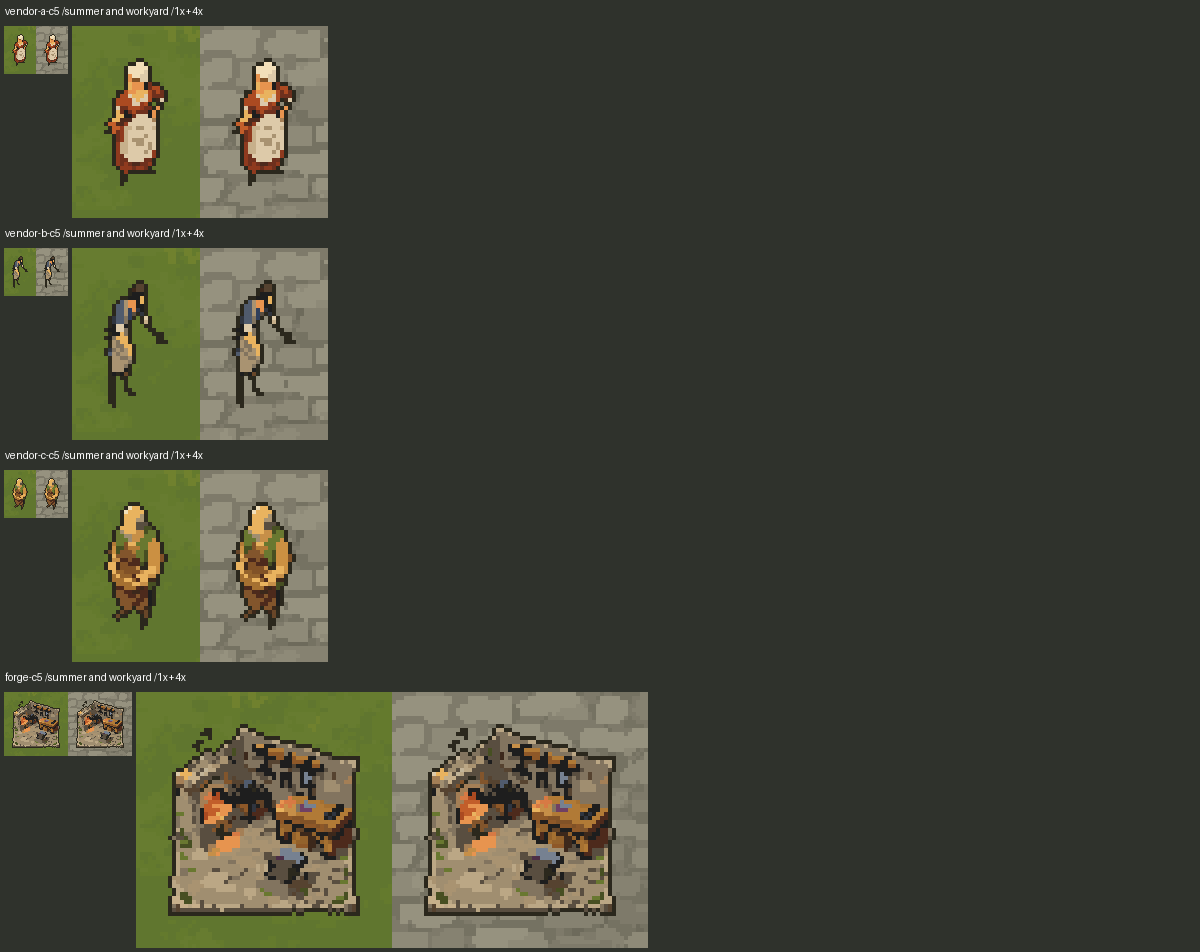 vendor-a-c5 /summer and workyard /1x+4x
vendor-b-c5 /summer and workyard /1x+4x
vendor-c-c5 /summer and workyard /1x+4x
forge-c5 /summer and workyard /1x+4x